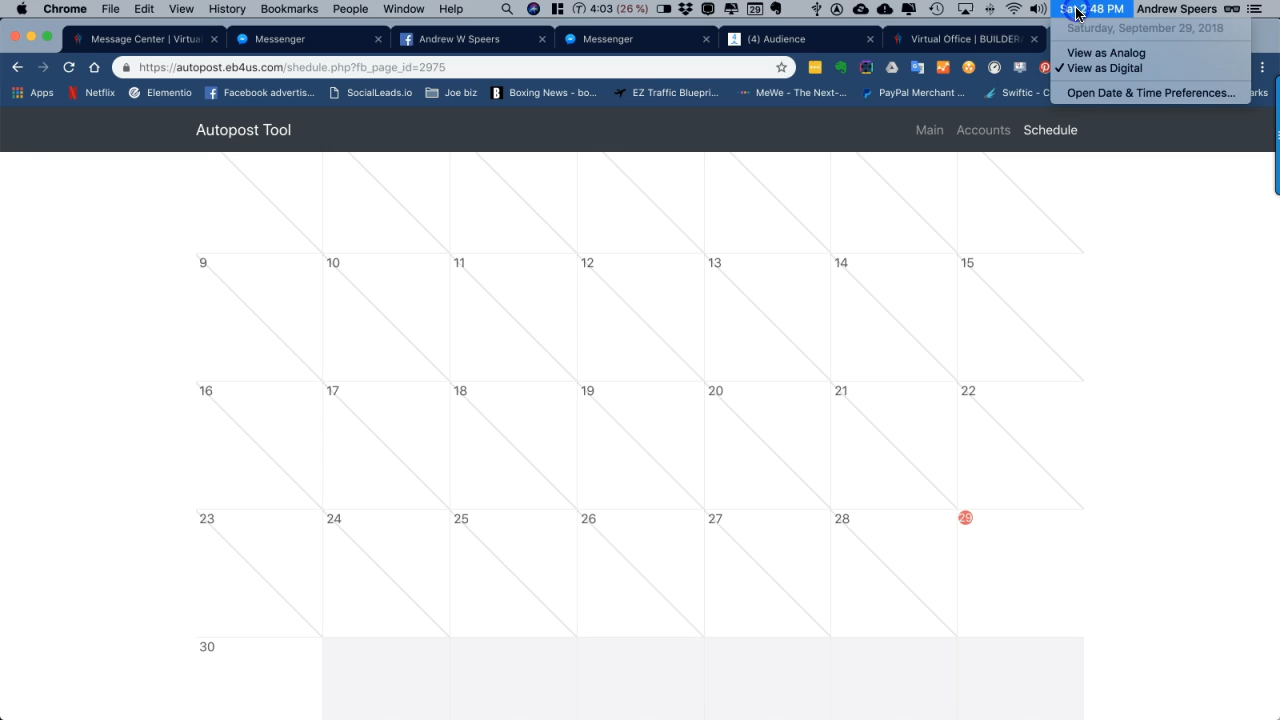 Chrome File Edit View History Bookmarks People Window Help 4:03 (26 %) 29 48 PM Andrew Speers
Saturday, September 29, 2018
View as Analog
✓ View as Digital
Open Date & Time Preferences...
Message Center | Virtua Messenger Andrew W Speers Messenger (4) Audience Virtual Office | BUILDER
https://autopost.eb4us.com/shedule.php?fb_page_id=2975
Apps Netflix Elementio Facebook advertis... SocialLeads.io Joe biz Boxing News - bo... EZ Traffic Bluepri... MeWe - The Next-... PayPal Merchant ... Swiftic - C
Autopost Tool Main Accounts Schedule
9 10 11 12 13 14 15
16 17 18 19 20 21 22
23 24 25 26 27 28 29
30